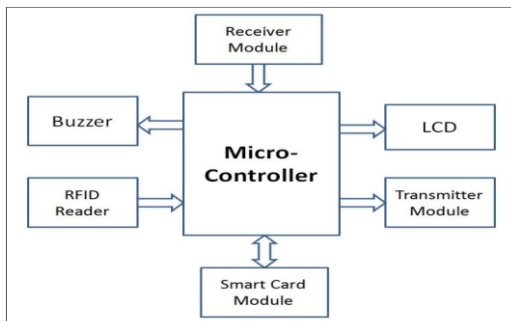 Receiver
Module
Buzzer
Micro-
Controller
LCD
RFID
Reader
Transmitter
Module
Smart Card
Module